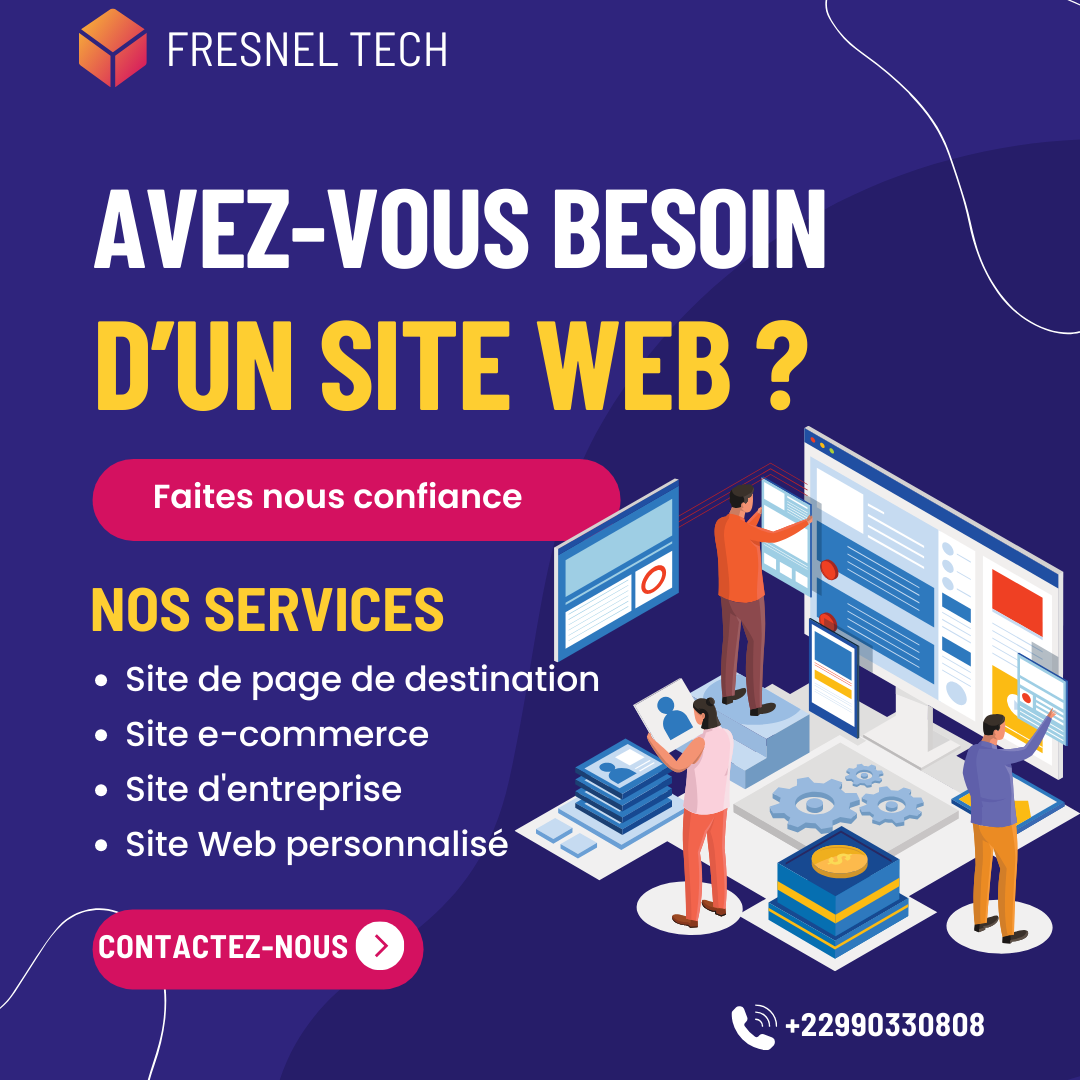 FRESNEL TECH
AVEZ-VOUS BESOIN
D'UN SITE WEB ?
Faites nous confiance
NOS SERVICES
• Site de page de destination
• Site e-commerce
• Site d'entreprise
• Site Web personnalisé
CONTACTEZ-NOUS
$
+22990330808